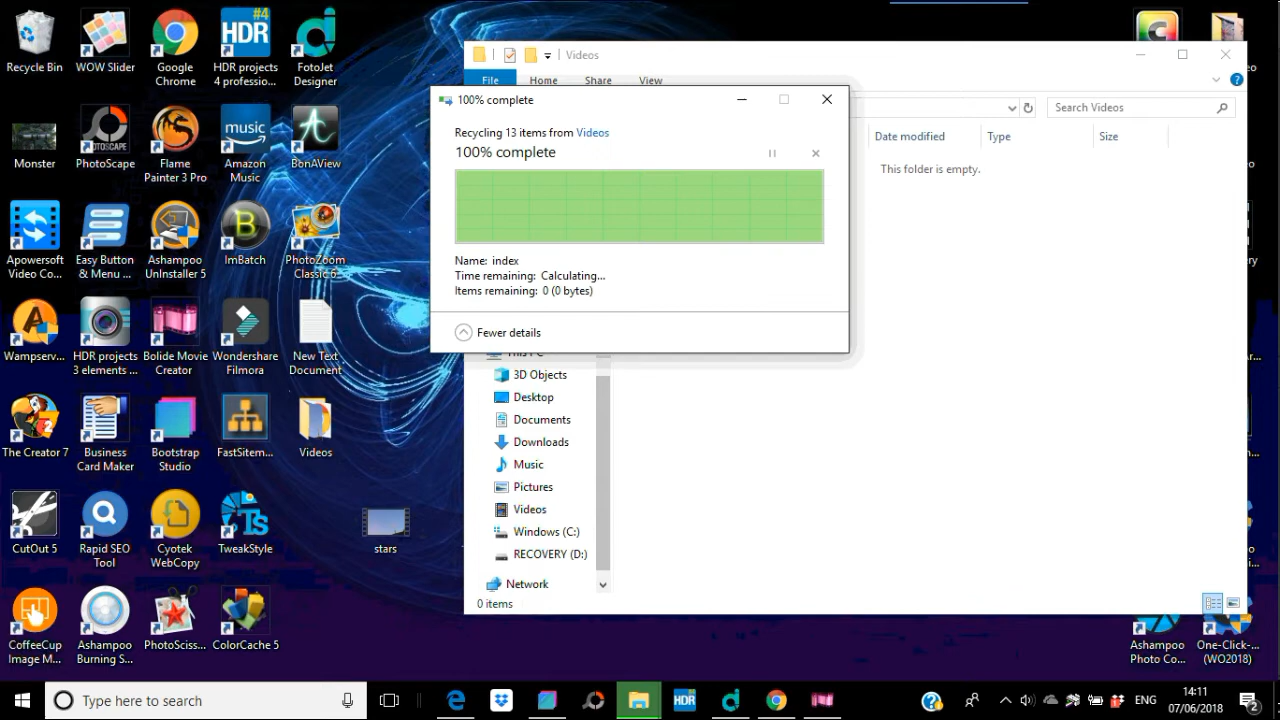 Recycle Bin
WOW Slider
Google
Chrome
HDR
#4
HDR projects
4 professio...
FotoJet
Designer
Monster
PHOTOSCAPE
PhotoScape
Flame
Painter 3 Pro
music
Amazon
Music
BonAView
Apowersoft
Video Co...
Easy Button
& Menu ...
Ashampoo
UnInstaller 5
B
ImBatch
PhotoZoom
Classic 6
Wampserv...
HDR projects
3 elements ...
Bolide Movie
Creator
Wondershare
Filmora
New Text
Document
The Creator 7
Business
Card Maker
Bootstrap
Studio
FastSitem...
Videos
CutOut 5
Rapid SEO
Tool
Cyotek
WebCopy
Ts
TweakStyle
stars
CoffeeCup
Image M...
Ashampoo
Burning S...
PhotoSciss...
ColorCache 5
Videos
File
Home
Share
View
Search Videos
Date modified
Type
Size
This folder is empty.
100% complete
Recycling 13 items from Videos
100% complete
Name: index
Time remaining: Calculating...
Items remaining: 0 (0 bytes)
Fewer details
This PC
3D Objects
Desktop
Documents
Downloads
Music
Pictures
Videos
Windows (C:)
RECOVERY (D:)
Network
0 items
Ashampoo
Photo Co...
One-Click-...
(WO2018)
Type here to search
HDR
ENG
14:11
07/06/2018
2